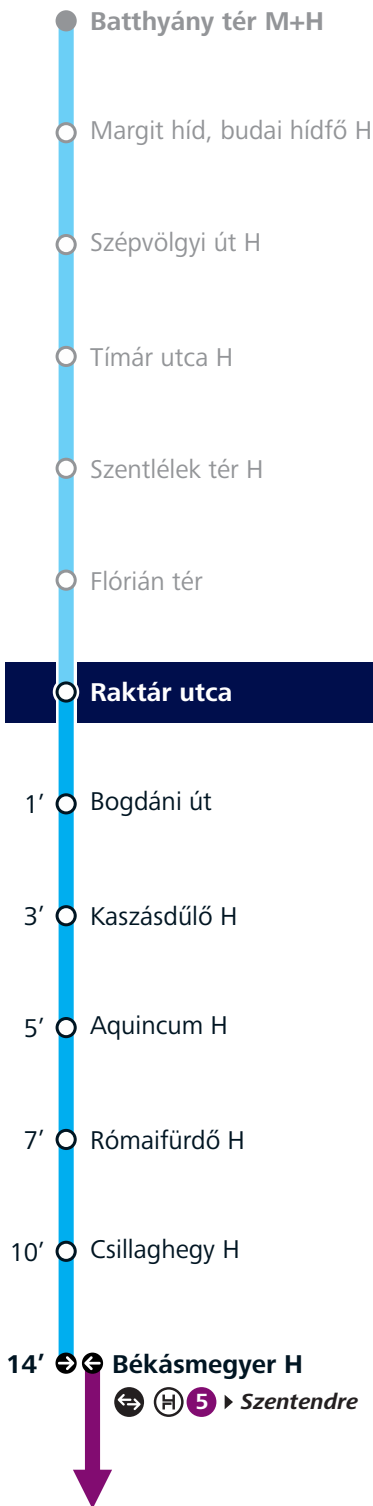 Batthyány tér M+H
Margit híd, budai hídfő H
Szépvölgyi út H
Tímár utca H
Szentlélek tér H
Flórián tér
Raktár utca
1’ Bogdáni út
3’ Kaszásdűlő H
5’ Aquincum H
7’ Rómaifürdő H
10’ Csillaghegy H
14’ Békásmegyer H
H 5 Szentendre